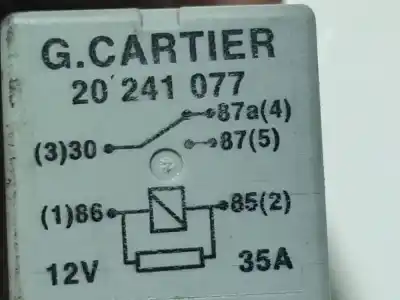 G.CARTIER
20 241 077
87a(4)
(3)30 87(5)
(1)86 85(2)
12V 35A